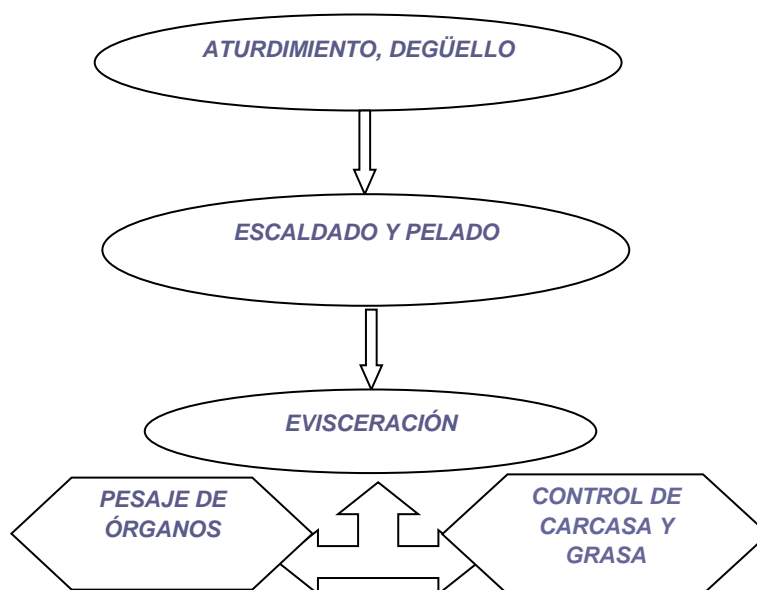 ATURDIMIENTO, DEGÜELLO
ESCALDADO Y PELADO
EVISCERACIÓN
PESAJE DE
ÓRGANOS
CONTROL DE
CARCASA Y
GRASA